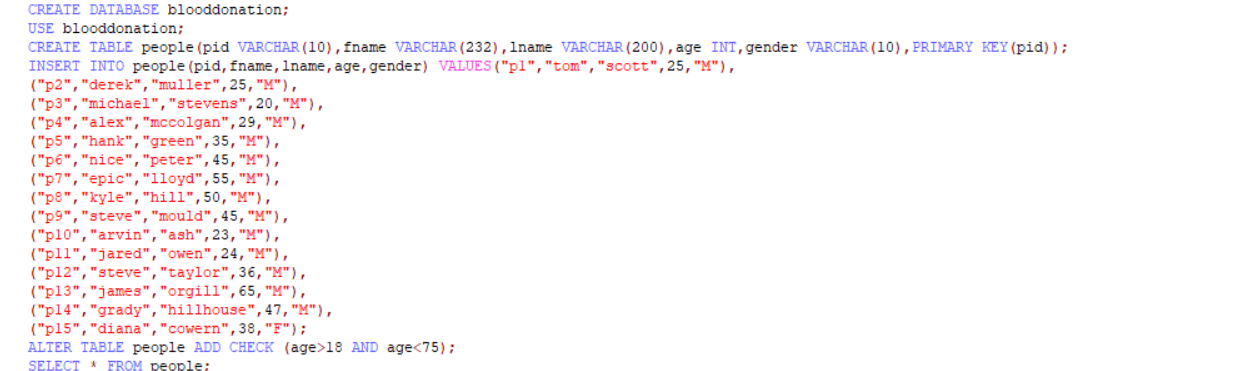 CREATE DATABASE blooddonation;
USE blooddonation;
CREATE TABLE people(pid VARCHAR(10),fname VARCHAR(232),lname VARCHAR(200),age INT,gender VARCHAR(10),PRIMARY KEY(pid));
INSERT INTO people(pid,fname,lname,age,gender) VALUES("p1","tom","scott",25,"M"),
("p2","derek","muller",25,"M"),
("p3","michael","stevens",20,"M"),
("p4","alex","mccolgan",29,"M"),
("p5","hank","green",35,"M"),
("p6","nice","peter",45,"M"),
("p7","epic","lloyd",55,"M"),
("p8","kyle","hill",50,"M"),
("p9","steve","mould",45,"M"),
("p10","arvin","ash",23,"M"),
("p11","jared","owen",24,"M"),
("p12","steve","taylor",36,"M"),
("p13","james","orgill",65,"M"),
("p14","grady","hillhouse",47,"M"),
("p15","diana","cowern",38,"F");
ALTER TABLE people ADD CHECK (age>18 AND age<75);
SELECT * FROM people;